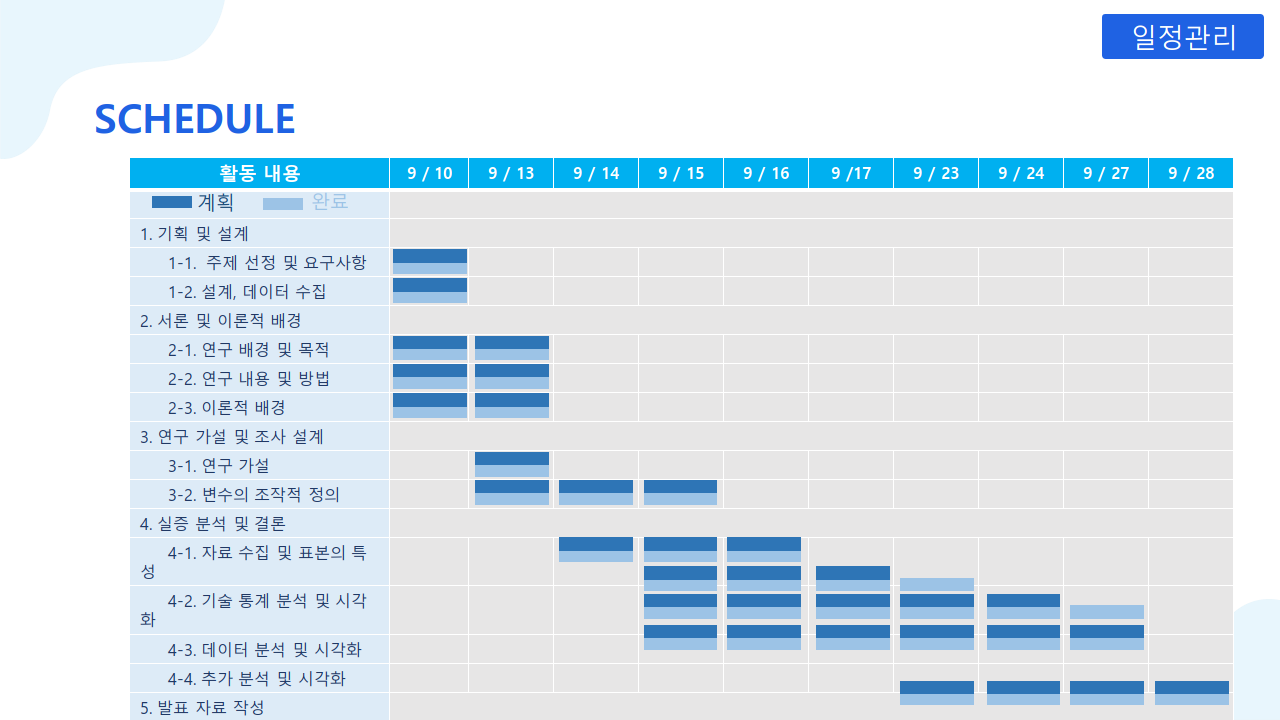 일정관리
SCHEDULE
활동 내용 9 / 10 9 / 13 9 / 14 9 / 15 9 / 16 9 /17 9 / 23 9 / 24 9 / 27 9 / 28
계획 완료
1. 기획 및 설계
1-1. 주제 선정 및 요구사항
1-2. 설계, 데이터 수집
2. 서론 및 이론적 배경
2-1. 연구 배경 및 목적
2-2. 연구 내용 및 방법
2-3. 이론적 배경
3. 연구 가설 및 조사 설계
3-1. 연구 가설
3-2. 변수의 조작적 정의
4. 실증 분석 및 결론
4-1. 자료 수집 및 표본의 특
성
4-2. 기술 통계 분석 및 시각
화
4-3. 데이터 분석 및 시각화
4-4. 추가 분석 및 시각화
5. 발표 자료 작성